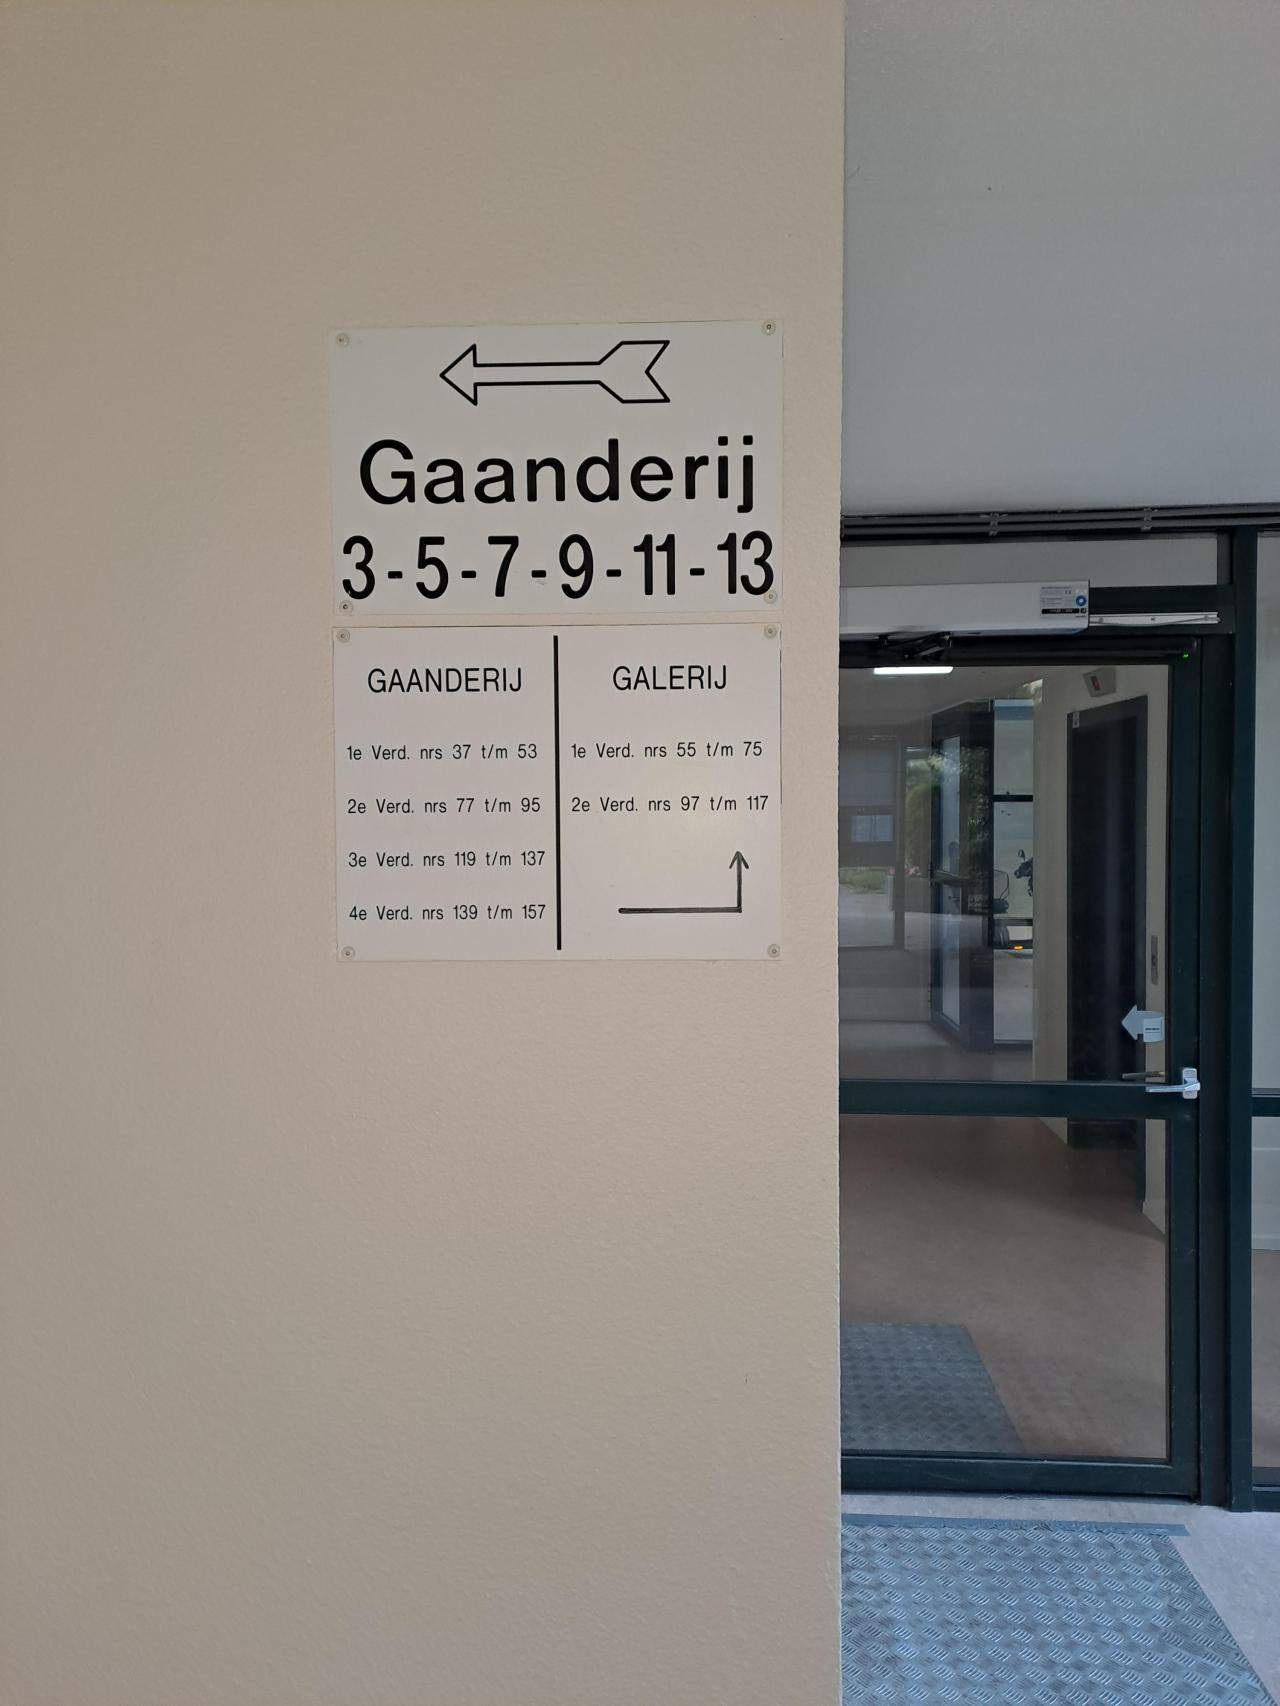 Gaanderij
3-5-7-9-11-13
GAANDERIJ
1e Verd. nrs 37 t/m 53
2e Verd. nrs 77 t/m 95
3e Verd. nrs 119 t/m 137
4e Verd. nrs 139 t/m 157
GALERIJ
1e Verd. nrs 55 t/m 75
2e Verd. nrs 97 t/m 117